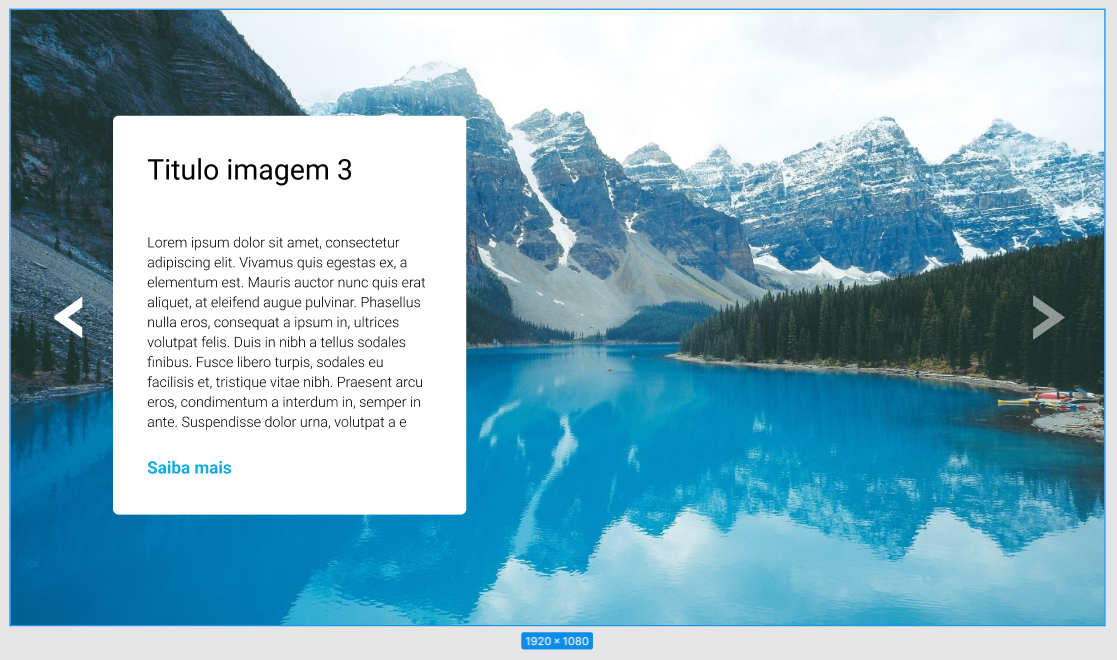 Titulo imagem 3
Lorem ipsum dolor sit amet, consectetur
adipiscing elit. Vivamus quis egestas ex, a
elementum est. Mauris auctor nunc quis erat
aliquet, at eleifend augue pulvinar. Phasellus
nulla eros, consequat a ipsum in, ultrices
volutpat felis. Duis in nibh a tellus sodales
finibus. Fusce libero turpis, sodales eu
facilisis et, tristique vitae nibh. Praesent arcu
eros, condimentum a interdum in, semper in
ante. Suspendisse dolor urna, volutpat a e
Saiba mais
1920 × 1080